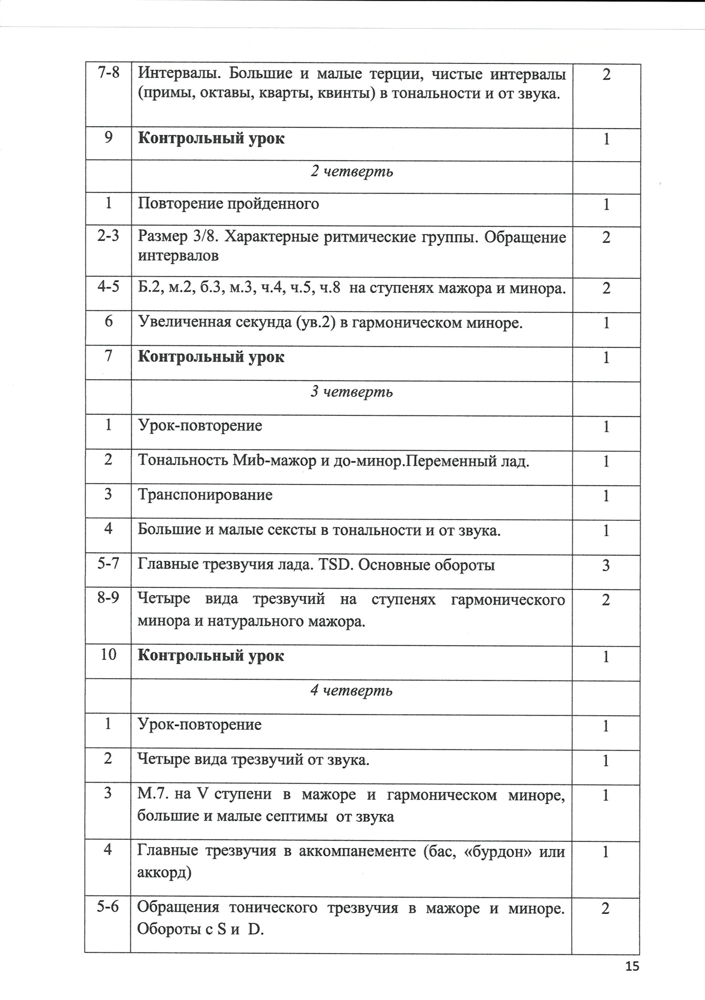 7-8 Интервалы. Большие и малые терции, чистые интервалы 2
(примы, октавы, кварты, квинты) в тональности и от звука.
9 Контрольный урок 1
2 четверть
1 Повторение пройденного 1
2-3 Размер 3/8. Характерные ритмические группы. Обращение 2
интервалов
4-5 Б.2, м.2, б.3, м.3, ч.4, ч.5, ч.8 на ступенях мажора и минора. 2
6 Увеличенная секунда (ув.2) в гармоническом миноре. 1
7 Контрольный урок 1
3 четверть
1 Урок-повторение 1
2 Тональность Миb-мажор и до-минор.Переменный лад. 1
3 Транспонирование 1
4 Большие и малые сексты в тональности и от звука. 1
5-7 Главные трезвучия лада. TSD. Основные обороты 3
8-9 Четыре вида трезвучий на ступенях гармонического 2
минора и натурального мажора.
10 Контрольный урок 1
4 четверть
1 Урок-повторение 1
2 Четыре вида трезвучий от звука. 1
3 М.7. на V ступени в мажоре и гармоническом миноре, 1
большие и малые септимы от звука
4 Главные трезвучия в аккомпанементе (бас, «бурдон» или 1
аккорд)
5-6 Обращения тонического трезвучия в мажоре и миноре. 2
Обороты с S и D.
15